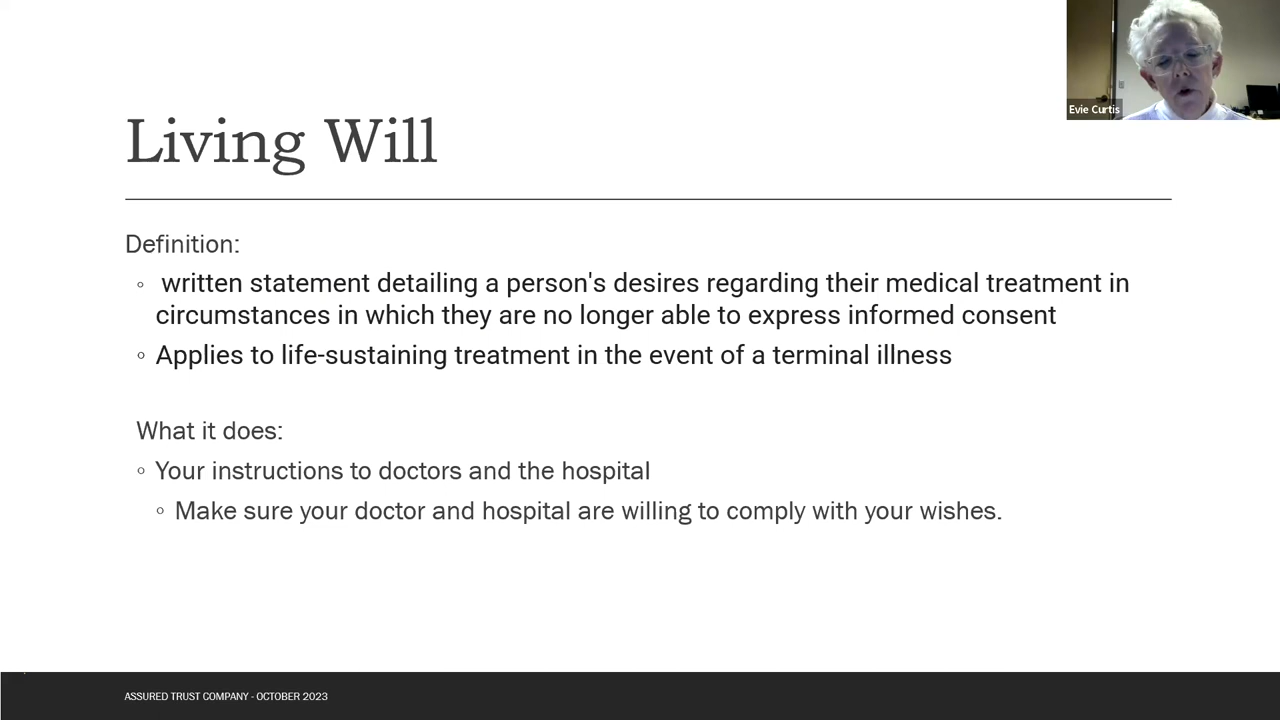 Evie Curtis
Living Will
Definition:
◦ written statement detailing a person's desires regarding their medical treatment in
circumstances in which they are no longer able to express informed consent
◦ Applies to life-sustaining treatment in the event of a terminal illness
What it does:
◦ Your instructions to doctors and the hospital
◦ Make sure your doctor and hospital are willing to comply with your wishes.
ASSURED TRUST COMPANY - OCTOBER 2023